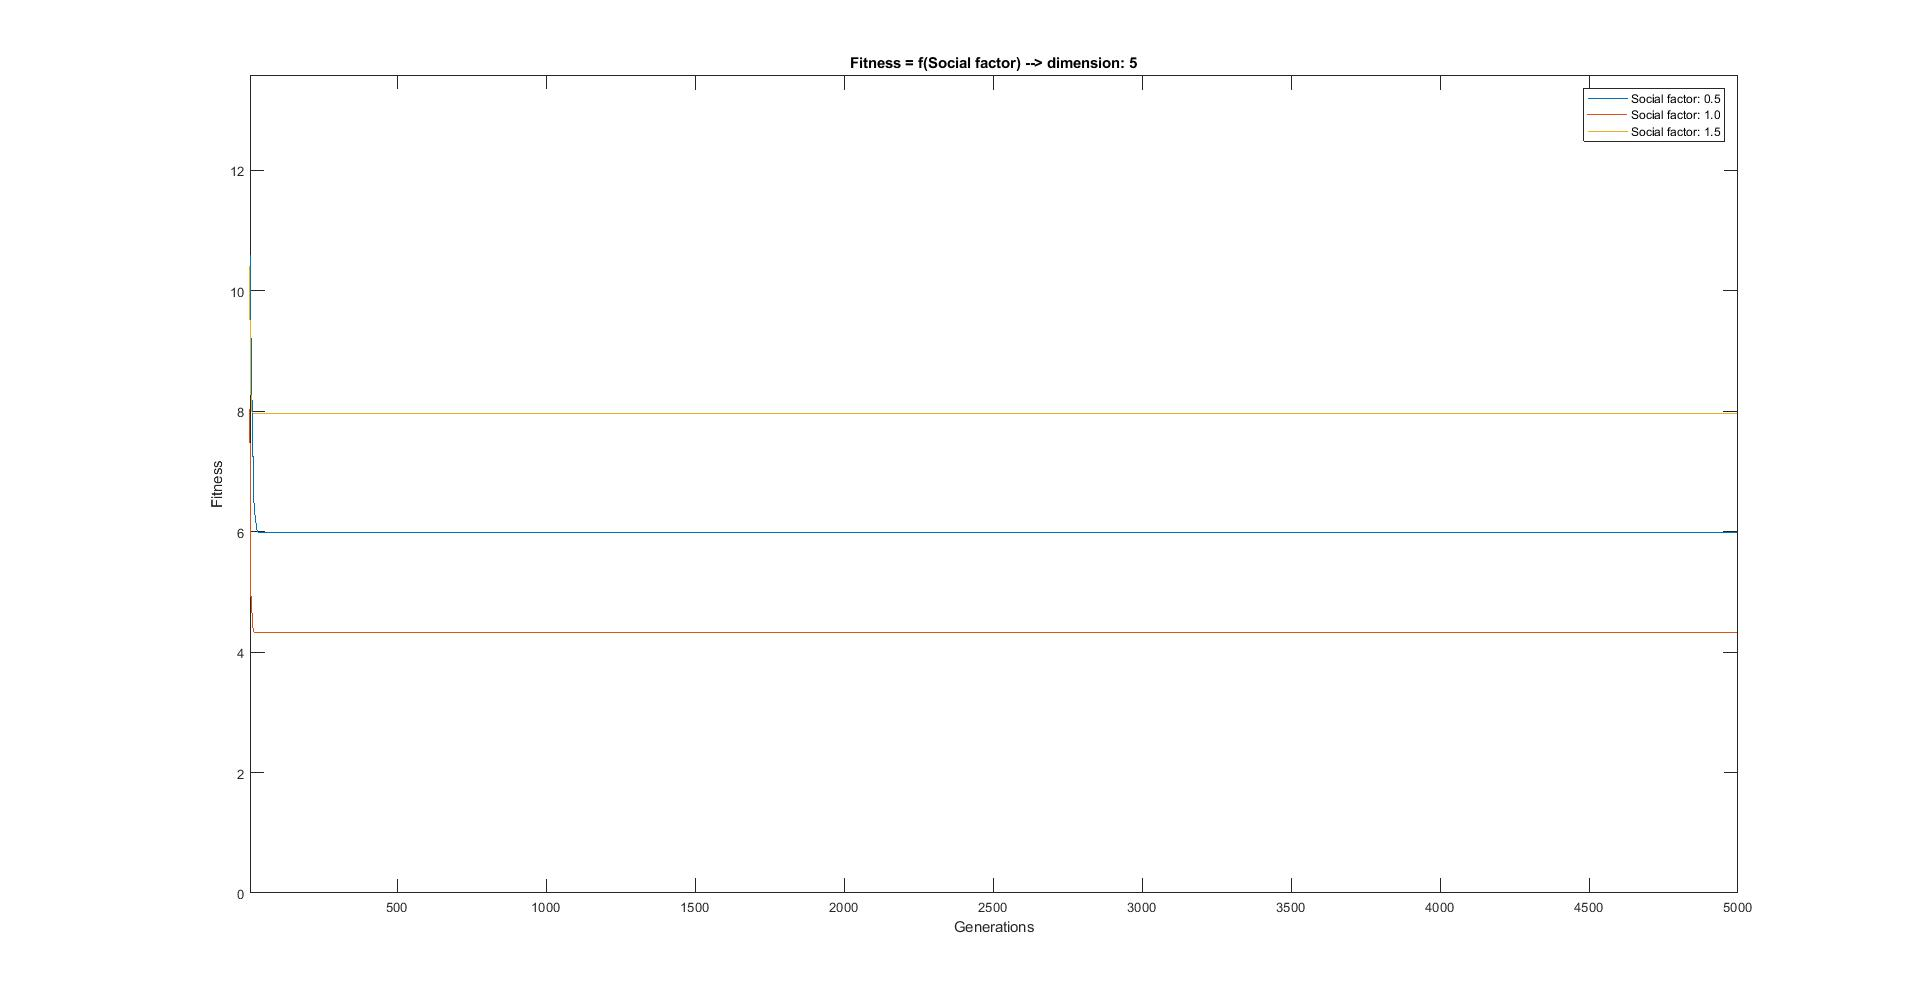 Fitness = f(Social factor) --> dimension: 5
Social factor: 0.5
Social factor: 1.0
Social factor: 1.5
12
10
8
6
4
2
0
Fitness
500 1000 1500 2000 2500 3000 3500 4000 4500 5000
Generations